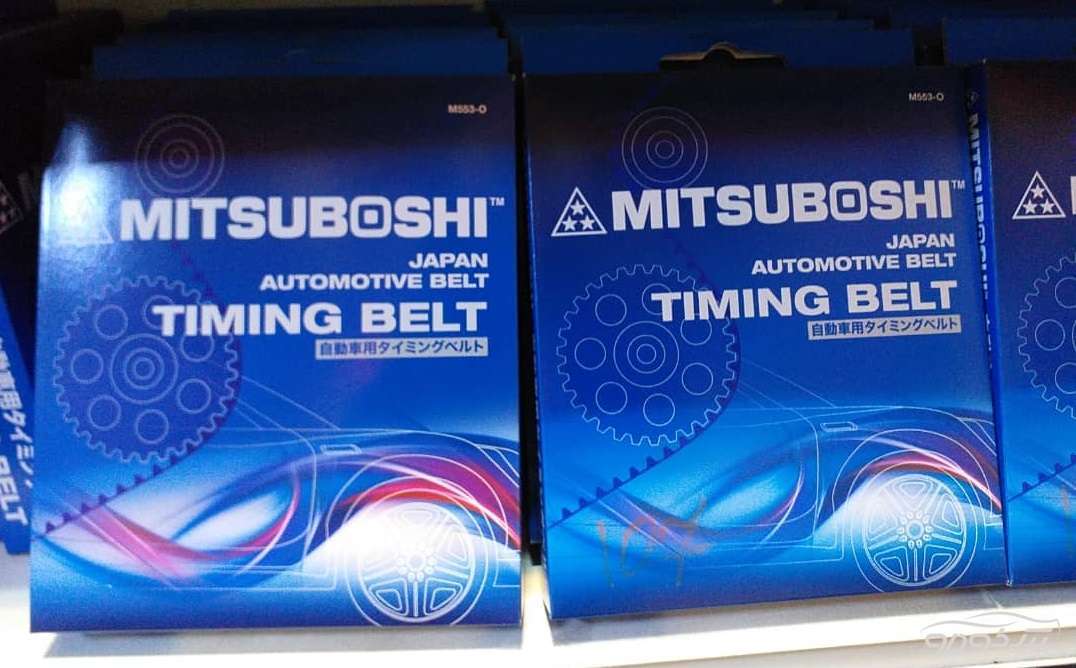 M553-O
MITSUBOSHI™
JAPAN
AUTOMOTIVE BELT
TIMING BELT
自動車用タイミングベルト
M553-O
MITSUBOSHI™
JAPAN
AUTOMOTIVE BELT
TIMING BELT
自動車用タイミングベルト
MITSUBOSHI
M
BELT